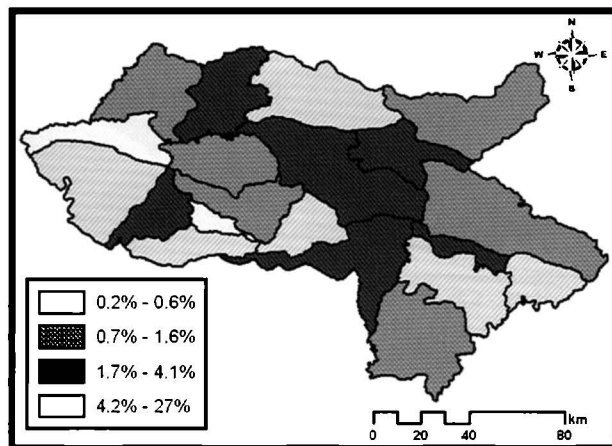 N
W E
S
0.2% - 0.6%
0.7% - 1.6%
1.7% - 4.1%
4.2% - 27%
km
0 20 40 80